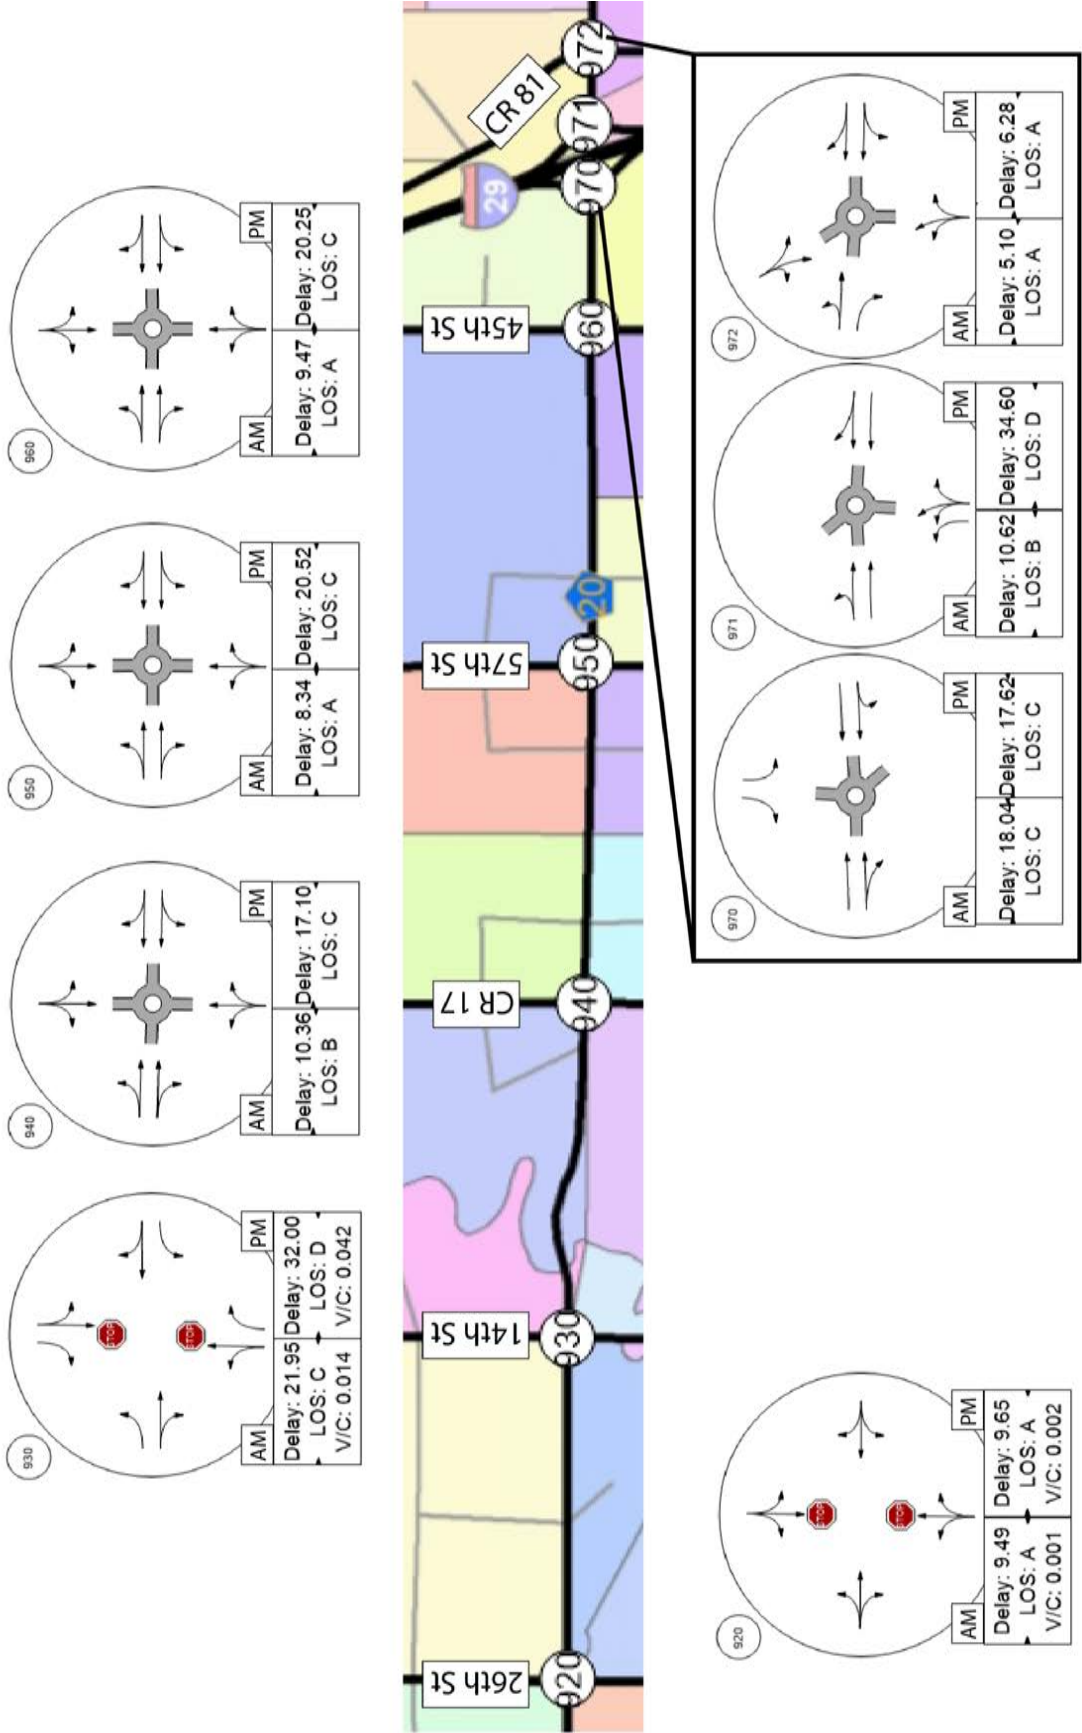 930
AM
PM
Delay: 21.95
LOS: C
V/C: 0.014
Delay: 32.00
LOS: D
V/C: 0.042
940
AM
PM
Delay: 10.36
LOS: B
Delay: 17.10
LOS: C
950
AM
PM
Delay: 8.34
LOS: A
Delay: 20.52
LOS: C
960
AM
PM
Delay: 9.47
LOS: A
Delay: 20.25
LOS: C
STOP
STOP
26th St
14th St
CR 17
57th St
45th St
29
CR 81
920
930
940
950
20
960
970
971
972
920
STOP
STOP
AM
PM
Delay: 9.49
LOS: A
V/C: 0.001
Delay: 9.65
LOS: A
V/C: 0.002
970
AM
PM
Delay: 18.04
LOS: C
Delay: 17.62
LOS: C
971
AM
PM
Delay: 10.62
LOS: B
Delay: 34.60
LOS: D
972
AM
PM
Delay: 5.10
LOS: A
Delay: 6.28
LOS: A